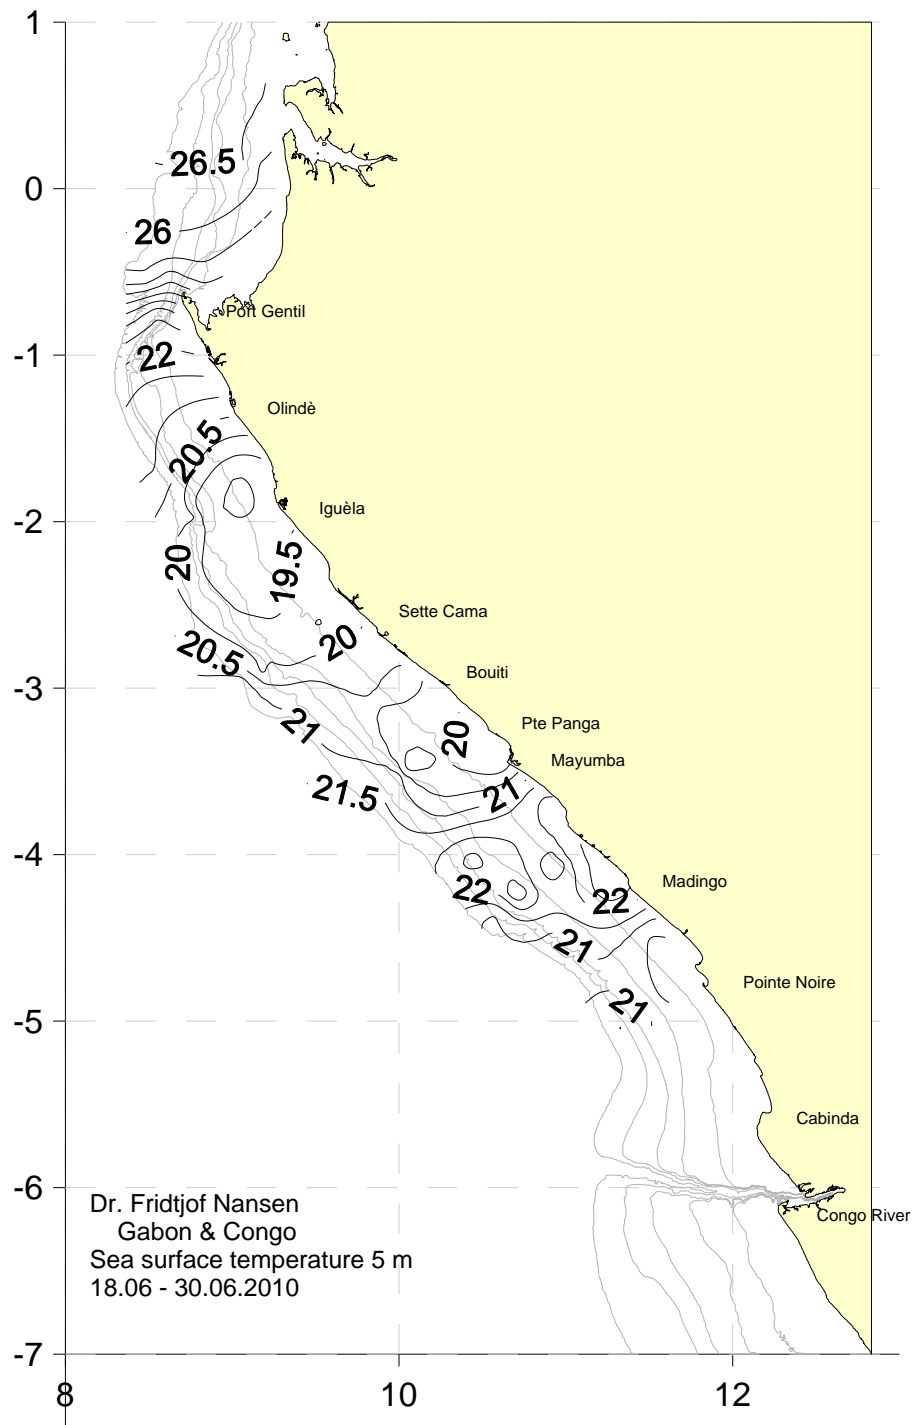 1
26.5
0
26
Port Gentil
-1
22
Olindè
20.5
Iguèla
-2
20
19.5
Sette Cama
20
20.5
Bouiti
-3
21
20
Pte Panga
Mayumba
21.5
21
-4
22
22
Madingo
21
Pointe Noire
21
-5
Cabinda
-6
Dr. Fridtjof Nansen
Gabon & Congo
Sea surface temperature 5 m
18.06 - 30.06.2010
Congo River
-7
8
10
12